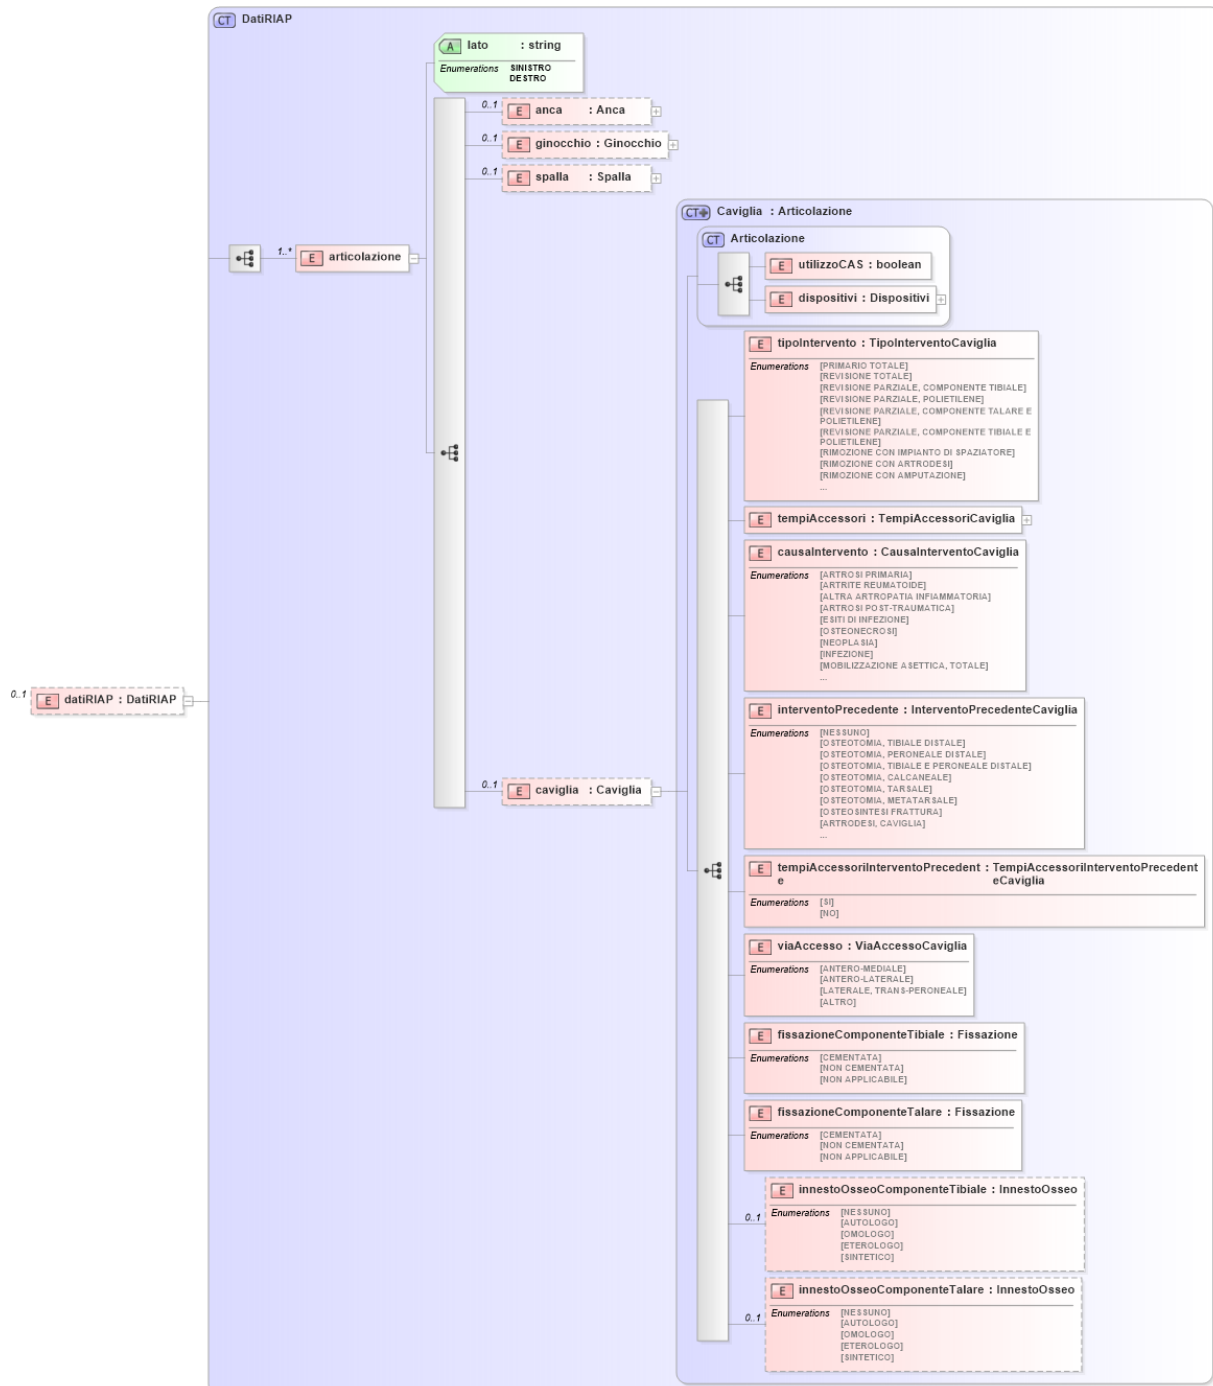 CT DatiRIAP
A lato : string
Enumerations SINISTRO
DESTRO
0..1 E anca : Anca
0..1 E ginocchio : Ginocchio
0..1 E spalla : Spalla
CT Caviglia : Articolazione
CT Articolazione
1..* E articolazione
E utilizzoCAS : boolean
E dispositivi : Dispositivi
E tipoIntervento : TipoInterventoCaviglia
Enumerations [PRIMARIO TOTALE]
[REVISIONE TOTALE]
[REVISIONE PARZIALE, COMPONENTE TIBIALE]
[REVISIONE PARZIALE, POLIETILENE]
[REVISIONE PARZIALE, COMPONENTE TALARE E
POLIETILENE]
[REVISIONE PARZIALE, COMPONENTE TIBIALE E
POLIETILENE]
[RIMOZIONE CON IMPIANTO DI SPAZIATORE]
[RIMOZIONE CON ARTRODESI]
[RIMOZIONE CON AMPUTAZIONE]
...
E tempiAccessori : TempiAccessoriCaviglia
E causaIntervento : CausaInterventoCaviglia
Enumerations [ARTROSI PRIMARIA]
[ARTRITE REUMATOIDE]
[ALTRA ARTROPATIA INFIAMMATORIA]
[ARTROSI POST-TRAUMATICA]
[ESITI DI INFEZIONE]
[OSTEONECROSI]
[NEOPLASIA]
[INFEZIONE]
[MOBILIZZAZIONE ASETTICA, TOTALE]
...
0..1 E datiRIAP : DatiRIAP
E interventoPrecedente : InterventoPrecedenteCaviglia
Enumerations [NESSUNO]
[OSTEOTOMIA, TIBIALE DISTALE]
[OSTEOTOMIA, PERONEALE DISTALE]
[OSTEOTOMIA, TIBIALE E PERONEALE DISTALE]
[OSTEOTOMIA, CALCANEALE]
[OSTEOTOMIA, TARSALE]
[OSTEOTOMIA, METATARSALE]
[OSTEOSINTESI FRATTURA]
[ARTRODESI, CAVIGLIA]
...
0..1 E caviglia : Caviglia
E tempiAccessoriInterventoPrecedent : TempiAccessoriInterventoPrecedent
e eCaviglia
Enumerations [SI]
[NO]
E viaAccesso : ViaAccessoCaviglia
Enumerations [ANTERO-MEDIALE]
[ANTERO-LATERALE]
[LATERALE, TRANS-PERONEALE]
[ALTRO]
E fissazioneComponenteTibiale : Fissazione
Enumerations [CEMENTATA]
[NON CEMENTATA]
[NON APPLICABILE]
E fissazioneComponenteTalare : Fissazione
Enumerations [CEMENTATA]
[NON CEMENTATA]
[NON APPLICABILE]
0..1 E innestoOsseoComponenteTibiale : InnestoOsseo
Enumerations [NESSUNO]
[AUTOLOGO]
[OMOLOGO]
[ETEROLOGO]
[SINTETICO]
0..1 E innestoOsseoComponenteTalare : InnestoOsseo
Enumerations [NESSUNO]
[AUTOLOGO]
[OMOLOGO]
[ETEROLOGO]
[SINTETICO]